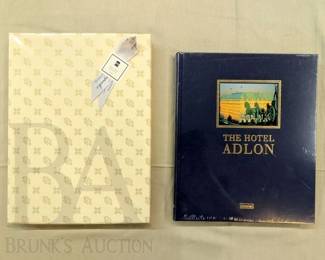 BA
THE HOTEL
ADLON
BRUNK'S AUCTION